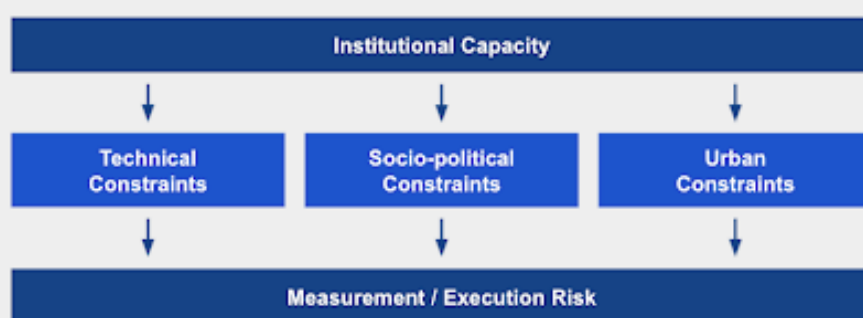 Institutional Capacity
Technical
Constraints
Socio-political
Constraints
Urban
Constraints
Measurement / Execution Risk